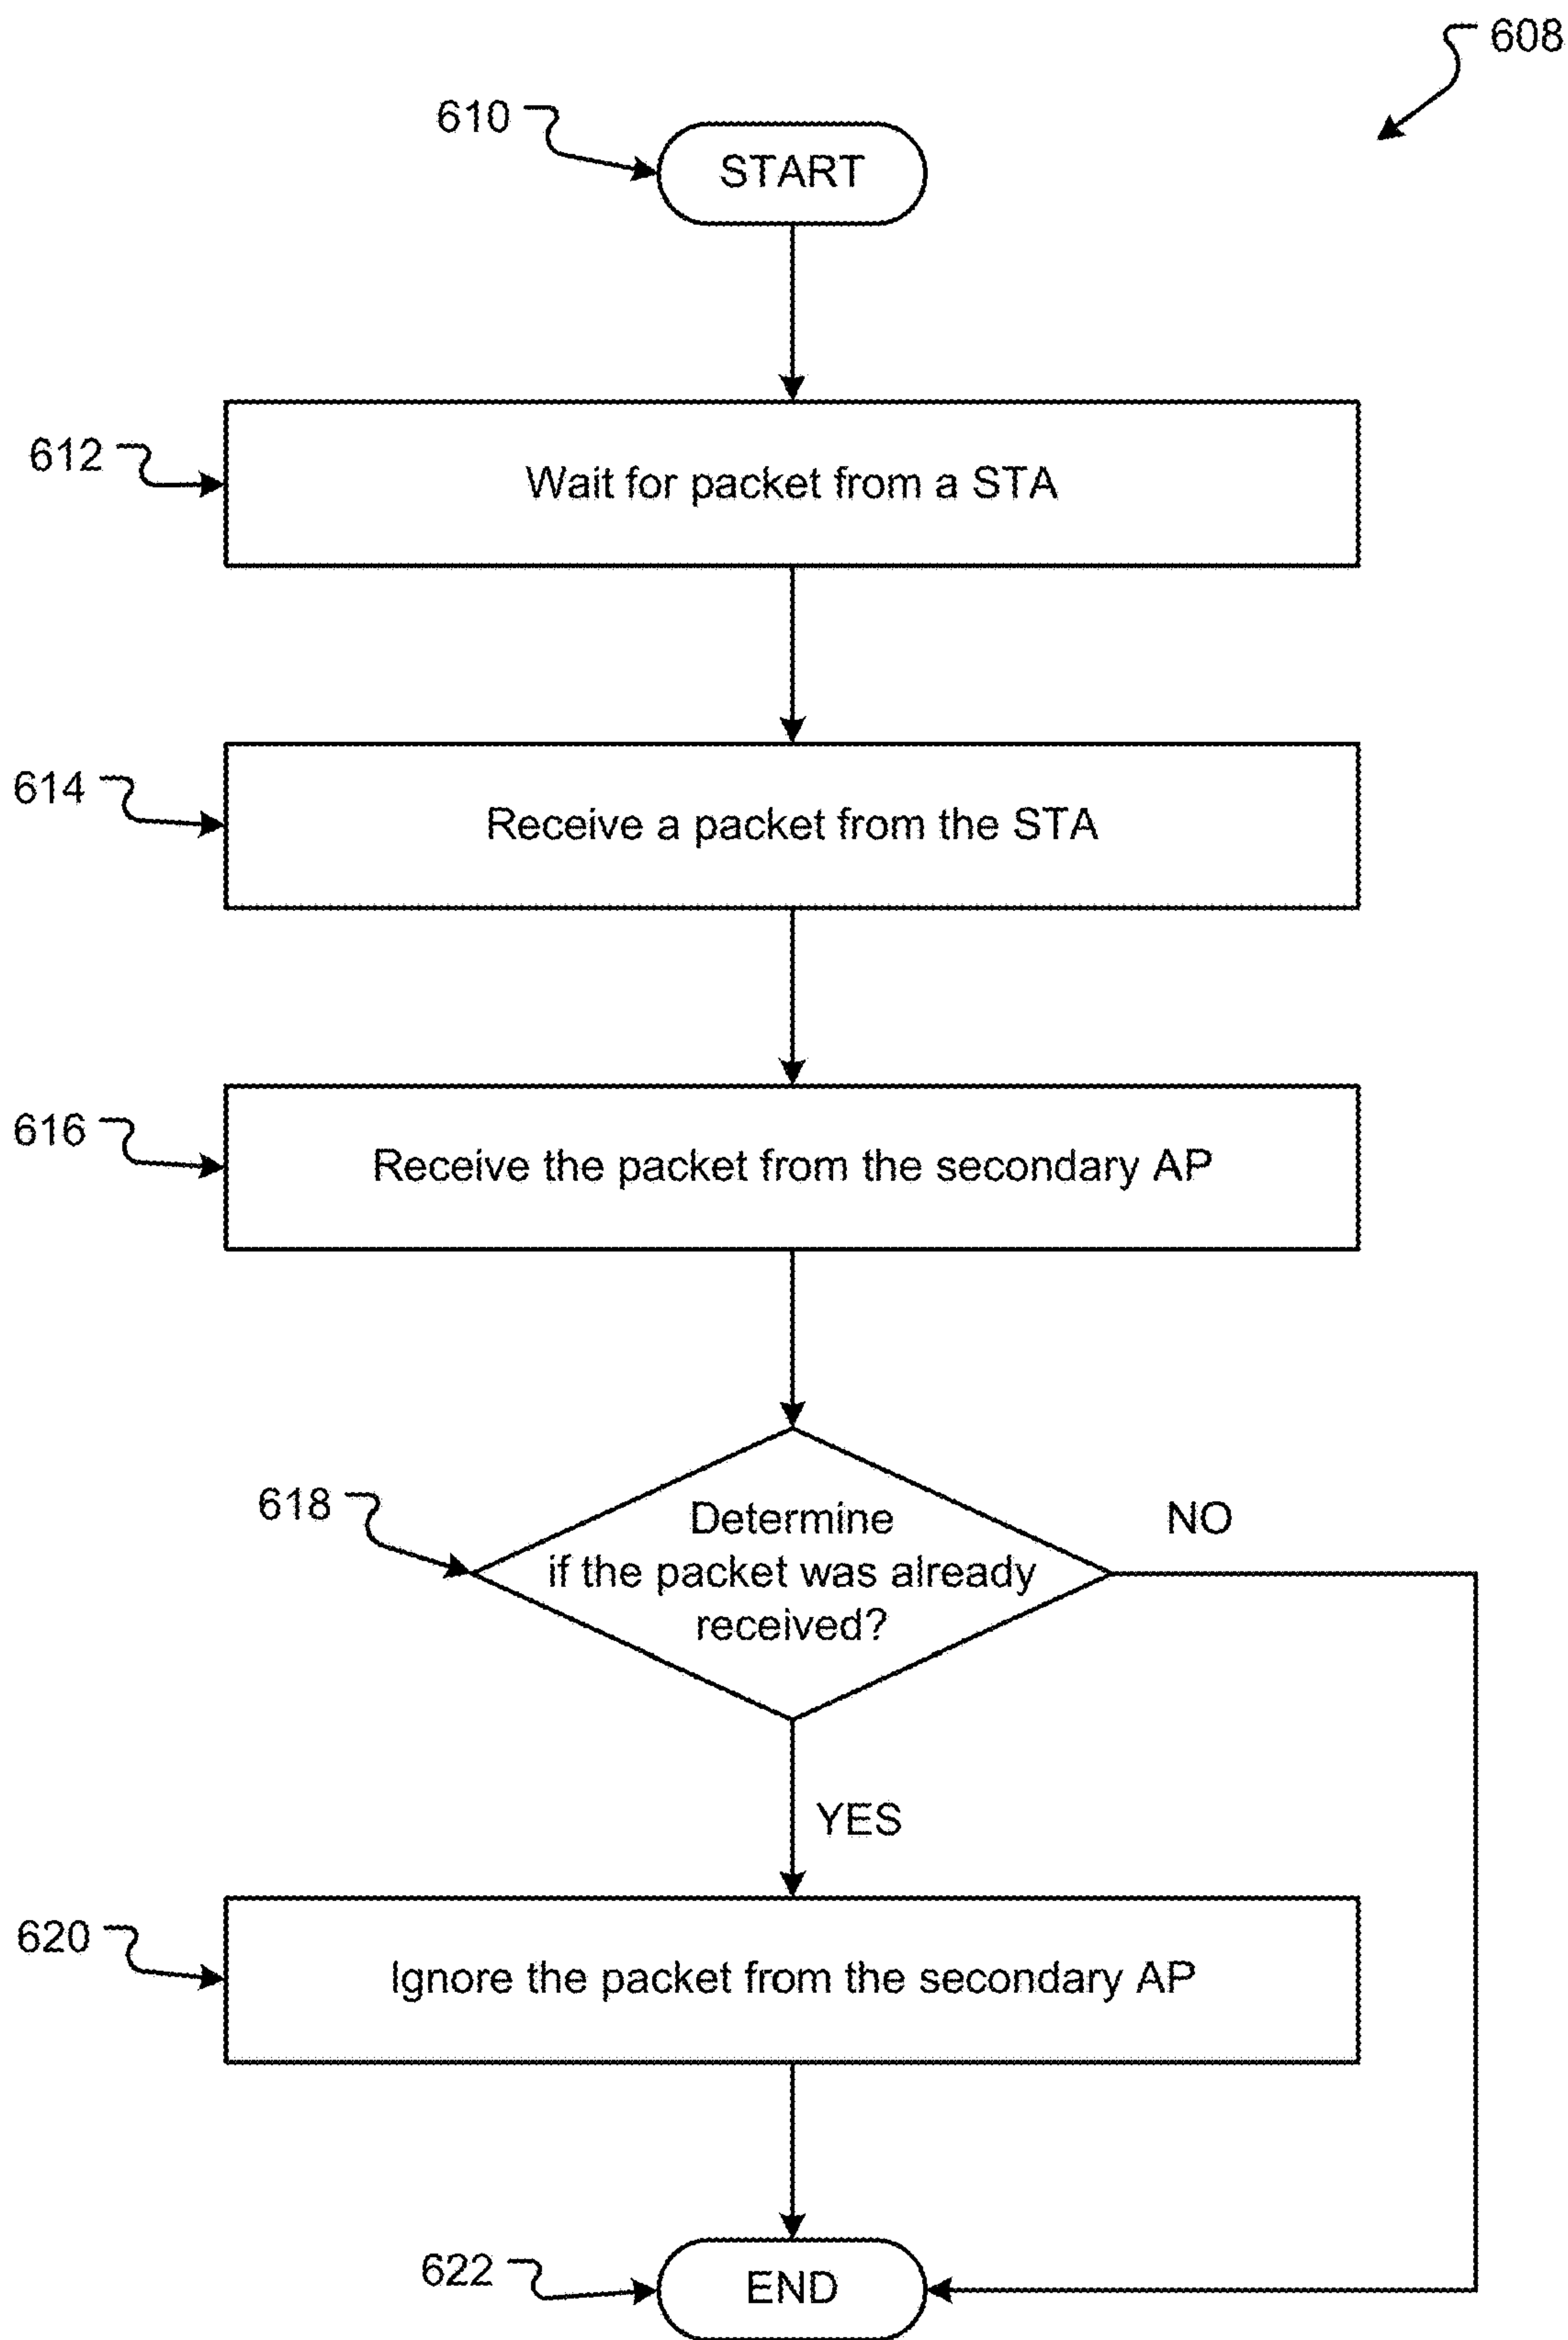 608
610
START
612
Wait for packet from a STA
614
Receive a packet from the STA
616
Receive the packet from the secondary AP
618
Determine
if the packet was already
received?
NO
YES
620
Ignore the packet from the secondary AP
622
END